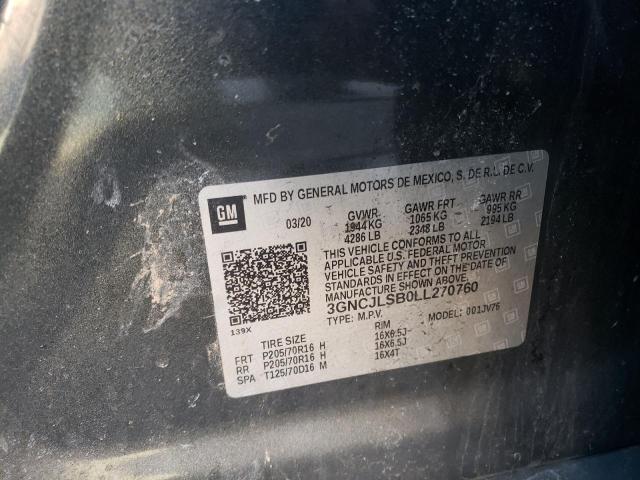 GM
MFD BY GENERAL MOTORS DE MEXICO, S. DE R.L. DE C.V.
03/20 GVWR GAWR FRT GAWR RR
1944 KG 1065 KG 995 KG
4286 LB 2348 LB 2194 LB
THIS VEHICLE CONFORMS TO ALL
APPLICABLE U.S. FEDERAL MOTOR
VEHICLE SAFETY AND THEFT PREVENTION
STANDARDS IN EFFECT ON THE DATE OF
MANUFACTURE SHOWN ABOVE.
3GNCJLSB0LL270760
139X TYPE: M.P.V. MODEL: 001JV76
TIRE SIZE RIM
FRT P205/70R16 H 16X6.5J
RR P205/70R16 H 16X6.5J
SPA T125/70D16 M 16X4T